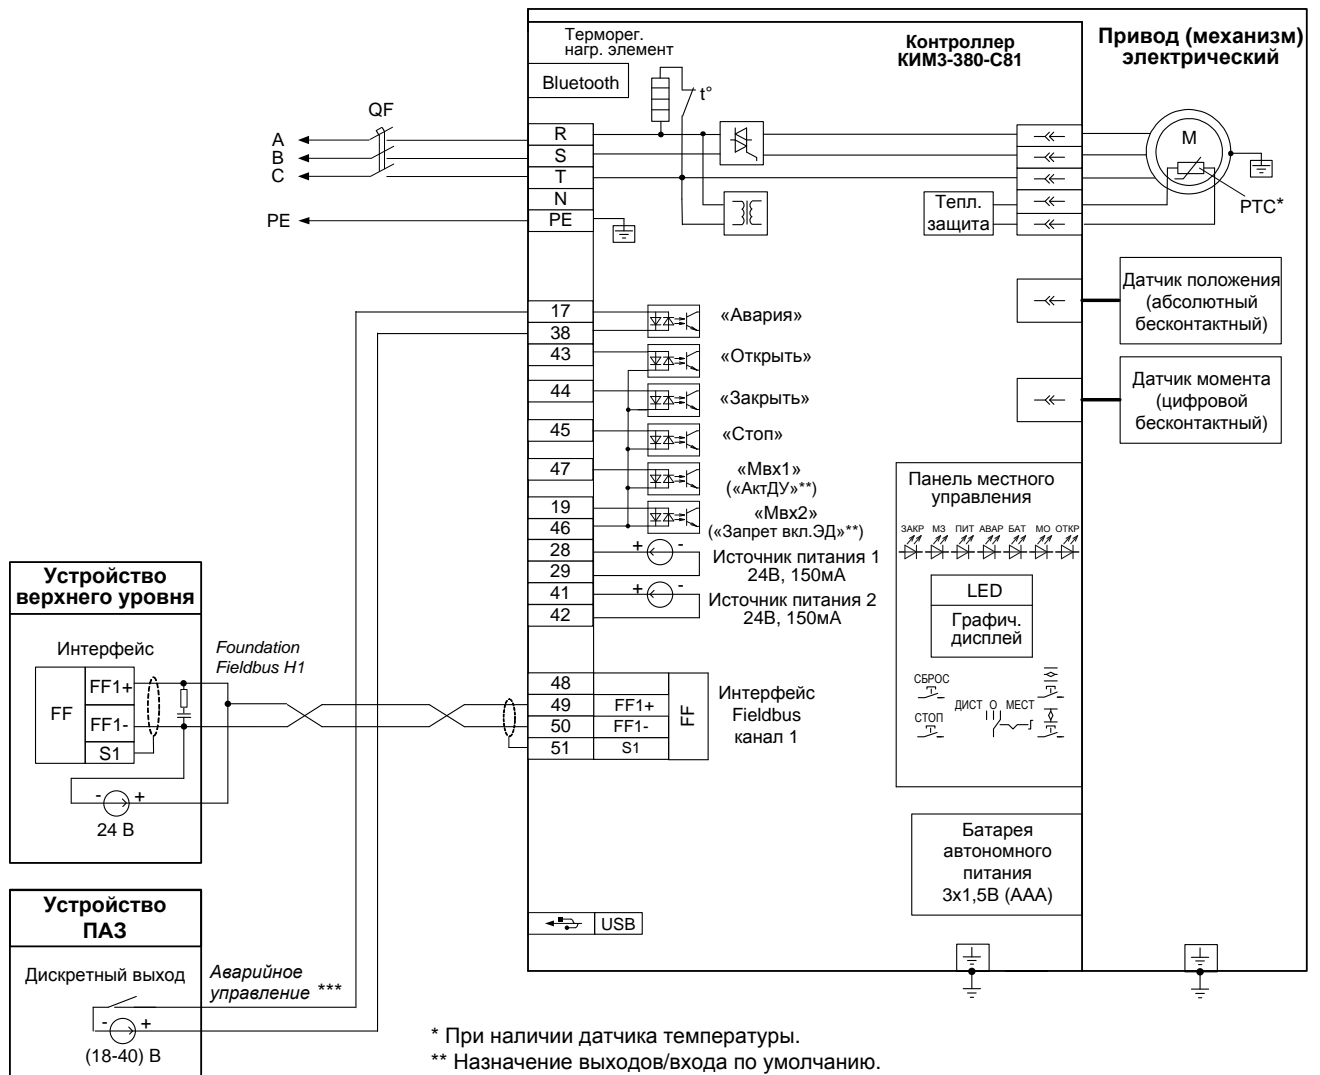 Терморег.
нагр. элемент
Контроллер
КИМ3-380-С81
Привод (механизм)
электрический
Bluetooth
t°
QF
A
B
C
PE
R
S
T
N
PE
M
PTC*
Тепл.
защита
Датчик положения
(абсолютный
бесконтактный)
Датчик момента
(цифровой
бесконтактный)
17
38
43
44
45
47
19
46
28
29
41
42
«Авария»
«Открыть»
«Закрыть»
«Стоп»
«Мвх1»
(«АктДУ»**)
«Мвх2»
(«Запрет вкл.ЭД»**)
+ -
Источник питания 1
24В, 150мА
+ -
Источник питания 2
24В, 150мА
Панель местного
управления
ЗАКР МЗ ПИТ АВАР БАТ МО ОТКР
LED
Графич.
дисплей
СБРОС
СТОП
ДИСТ О МЕСТ
Устройство
верхнего уровня
Интерфейс
FF
FF1+
FF1-
S1
- +
24 В
Foundation
Fieldbus H1
48
49 FF1+
50 FF1-
51 S1
FF
Интерфейс
Fieldbus
канал 1
Батарея
автономного
питания
3x1,5В (ААА)
USB
Устройство
ПАЗ
Дискретный выход
- +
(18-40) В
Аварийное
управление ***
* При наличии датчика температуры.
** Назначение выходов/входа по умолчанию.